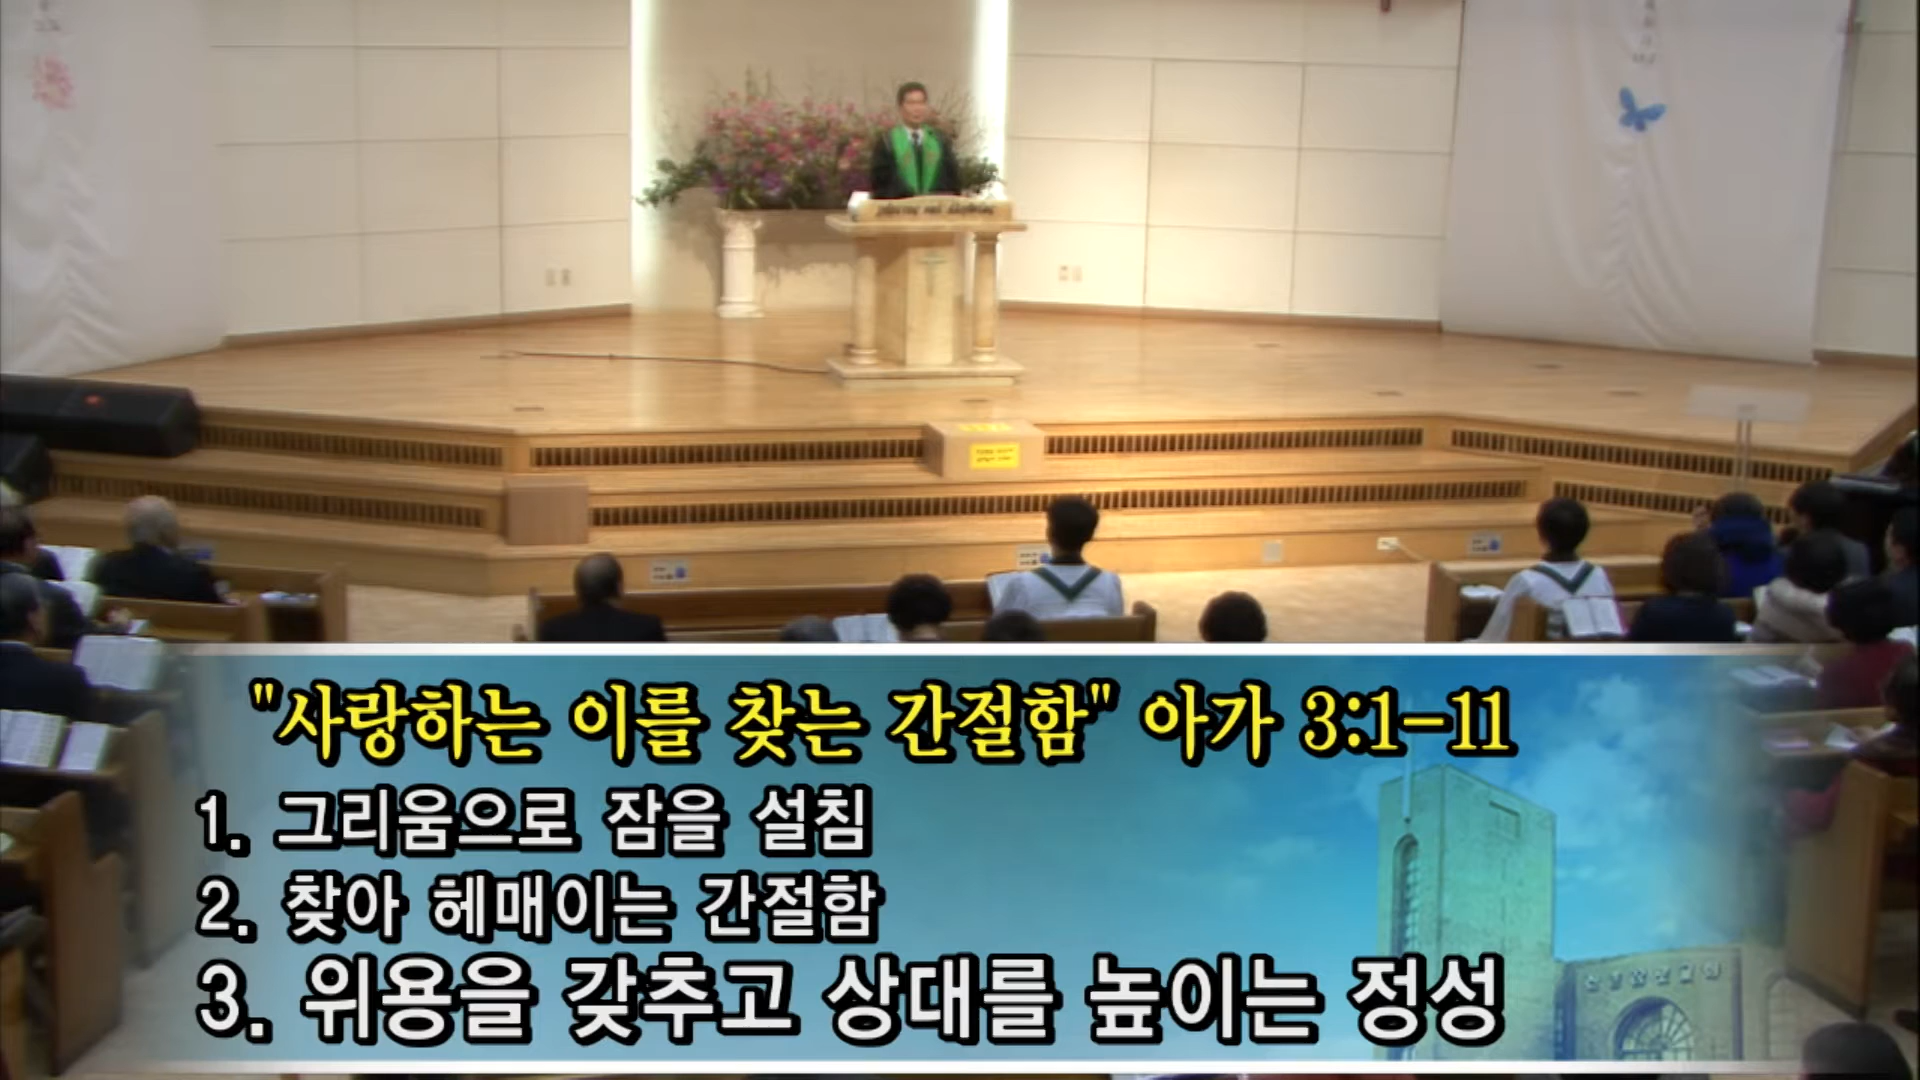 "사랑하는 이를 찾는 간절함" 아가 3:1-11
1. 그리움으로 잠을 설침
2. 찾아 헤매이는 간절함
3. 위용을 갖추고 상대를 높이는 정성